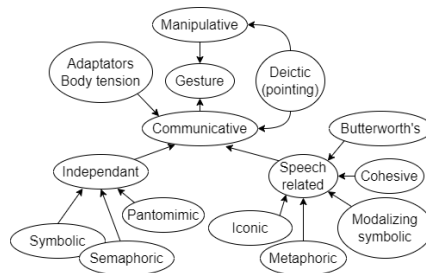 Manipulative
Adaptators
Body tension
Gesture
Deictic
(pointing)
Communicative
Butterworth's
Independant
Speech
related
Cohesive
Pantomimic
Iconic
Modalizing
symbolic
Symbolic
Semaphoric
Metaphoric